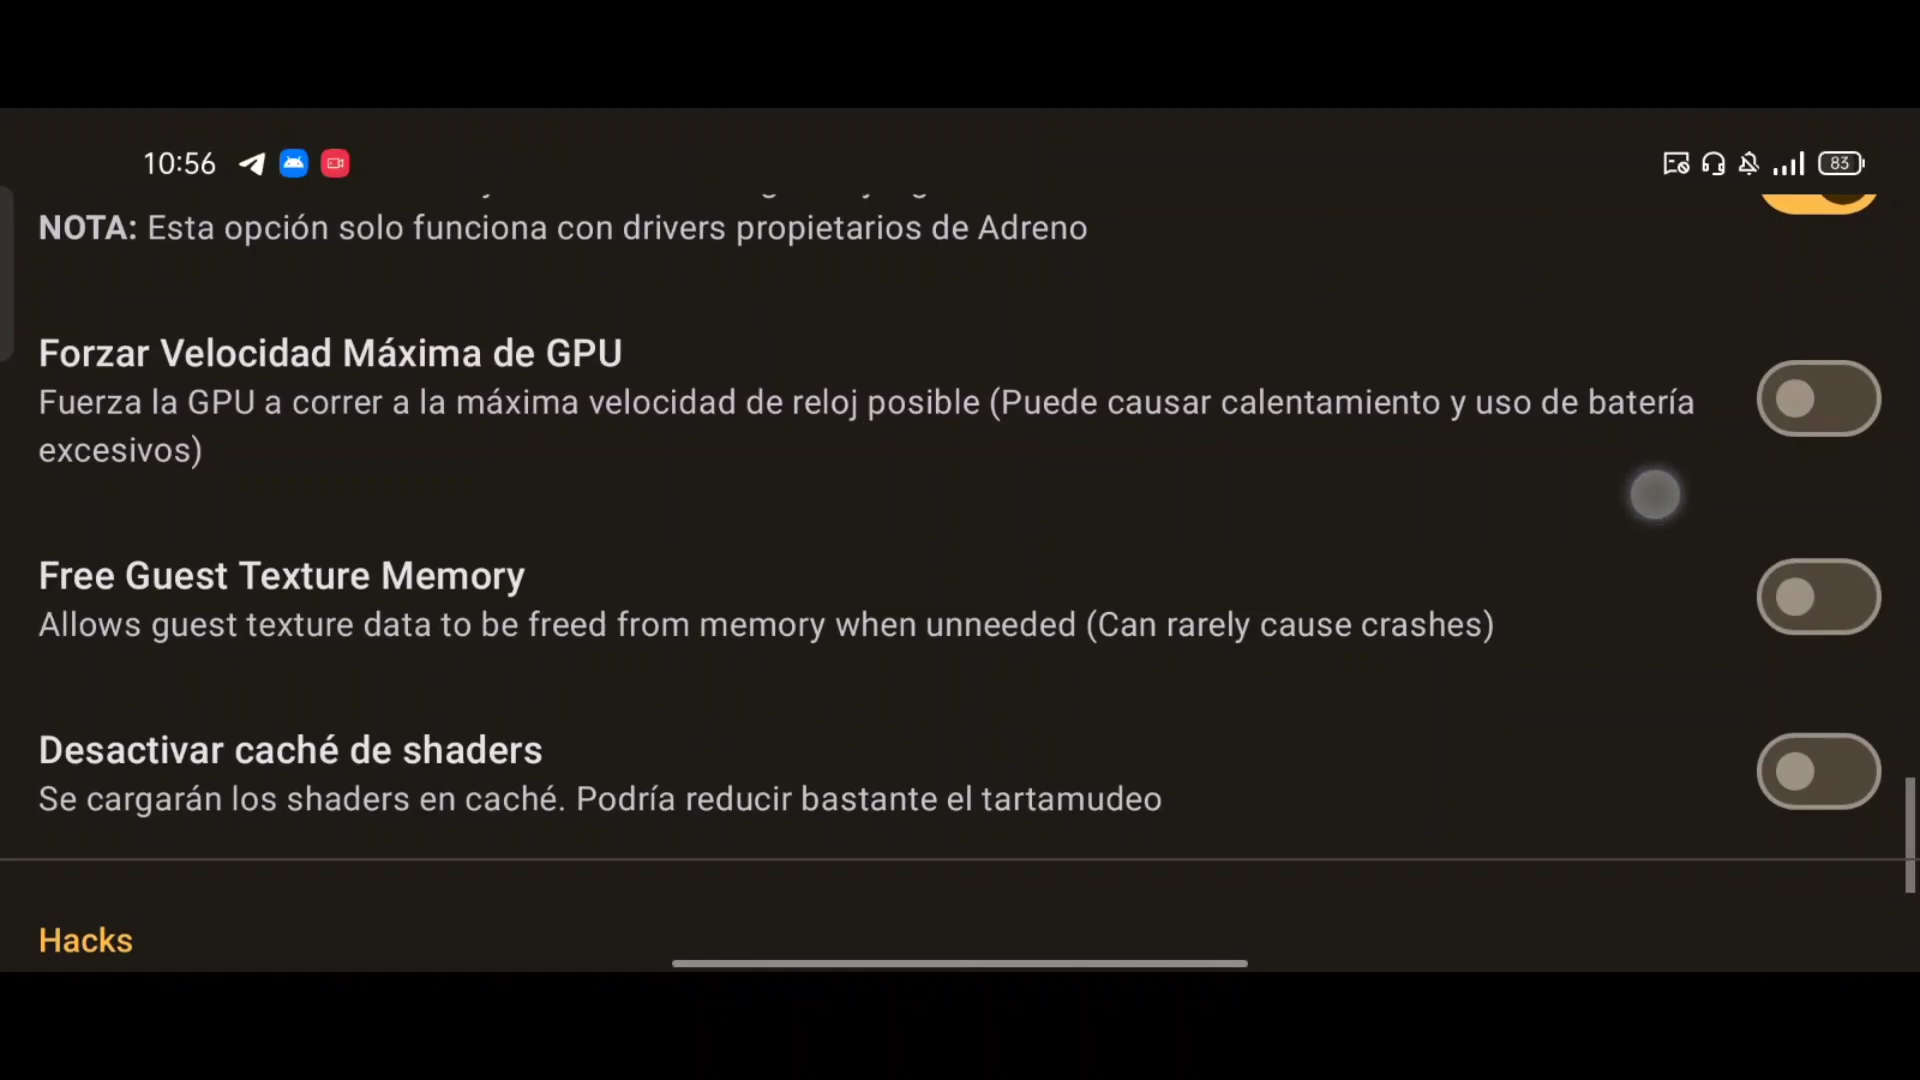 10:56
83
NOTA: Esta opción solo funciona con drivers propietarios de Adreno
Forzar Velocidad Máxima de GPU
Fuerza la GPU a correr a la máxima velocidad de reloj posible (Puede causar calentamiento y uso de batería
excesivos)
Free Guest Texture Memory
Allows guest texture data to be freed from memory when unneeded (Can rarely cause crashes)
Desactivar caché de shaders
Se cargarán los shaders en caché. Podría reducir bastante el tartamudeo
Hacks